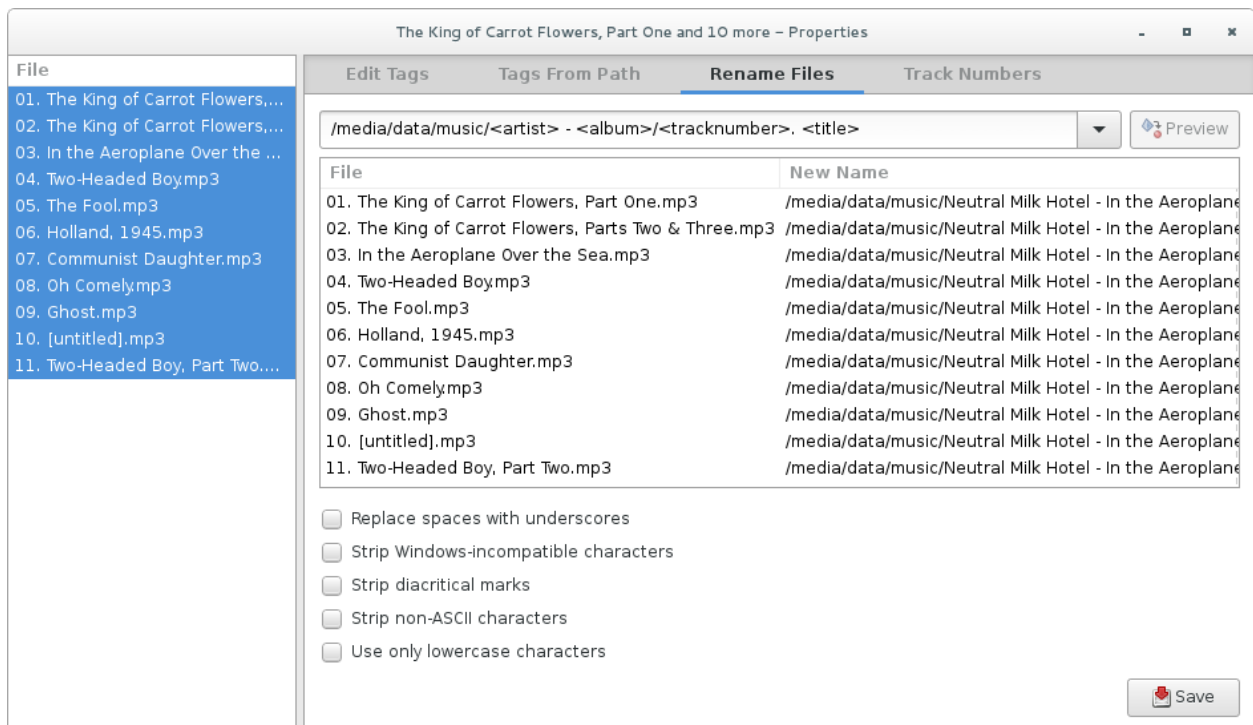 The King of Carrot Flowers, Part One and 10 more – Properties
File
01. The King of Carrot Flowers,...
02. The King of Carrot Flowers,...
03. In the Aeroplane Over the ...
04. Two-Headed Boy.mp3
05. The Fool.mp3
06. Holland, 1945.mp3
07. Communist Daughter.mp3
08. Oh Comely.mp3
09. Ghost.mp3
10. [untitled].mp3
11. Two-Headed Boy, Part Two....
Edit Tags Tags From Path Rename Files Track Numbers
/media/data/music/<artist> - <album>/<tracknumber>. <title> Preview
File New Name
01. The King of Carrot Flowers, Part One.mp3 /media/data/music/Neutral Milk Hotel - In the Aeroplane
02. The King of Carrot Flowers, Parts Two & Three.mp3 /media/data/music/Neutral Milk Hotel - In the Aeroplane
03. In the Aeroplane Over the Sea.mp3 /media/data/music/Neutral Milk Hotel - In the Aeroplane
04. Two-Headed Boy.mp3 /media/data/music/Neutral Milk Hotel - In the Aeroplane
05. The Fool.mp3 /media/data/music/Neutral Milk Hotel - In the Aeroplane
06. Holland, 1945.mp3 /media/data/music/Neutral Milk Hotel - In the Aeroplane
07. Communist Daughter.mp3 /media/data/music/Neutral Milk Hotel - In the Aeroplane
08. Oh Comely.mp3 /media/data/music/Neutral Milk Hotel - In the Aeroplane
09. Ghost.mp3 /media/data/music/Neutral Milk Hotel - In the Aeroplane
10. [untitled].mp3 /media/data/music/Neutral Milk Hotel - In the Aeroplane
11. Two-Headed Boy, Part Two.mp3 /media/data/music/Neutral Milk Hotel - In the Aeroplane
Replace spaces with underscores
Strip Windows-incompatible characters
Strip diacritical marks
Strip non-ASCII characters
Use only lowercase characters
Save